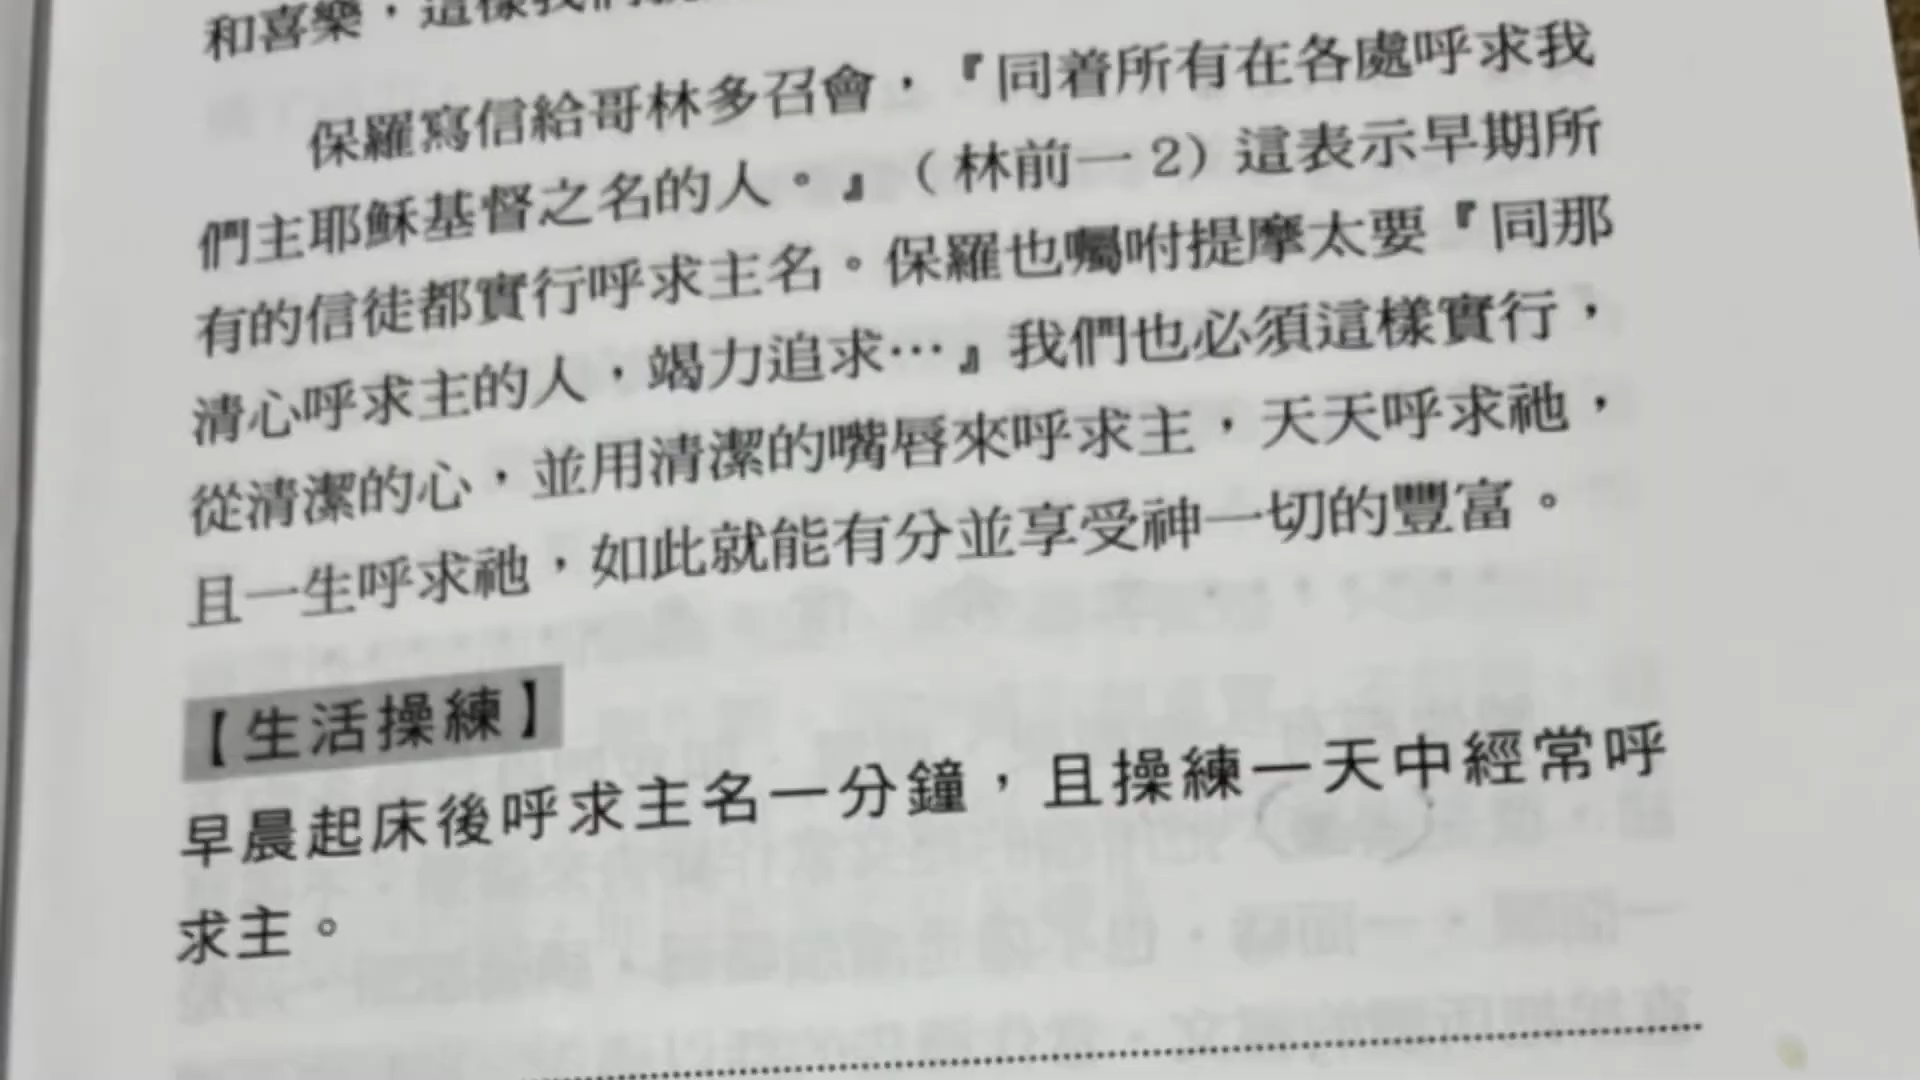 和喜樂，這樣我們
保羅寫信給哥林多召會，『同着所有在各處呼求我
們主耶穌基督之名的人。』（林前一 2）這表示早期所
有的信徒都實行呼求主名。保羅也囑咐提摩太要『同那
清心呼求主的人，竭力追求…』我們也必須這樣實行，
從清潔的心，並用清潔的嘴唇來呼求主，天天呼求祂，
且一生呼求祂，如此就能有分並享受神一切的豐富。
【生活操練】
早晨起床後呼求主名一分鐘，且操練一天中經常呼
求主。